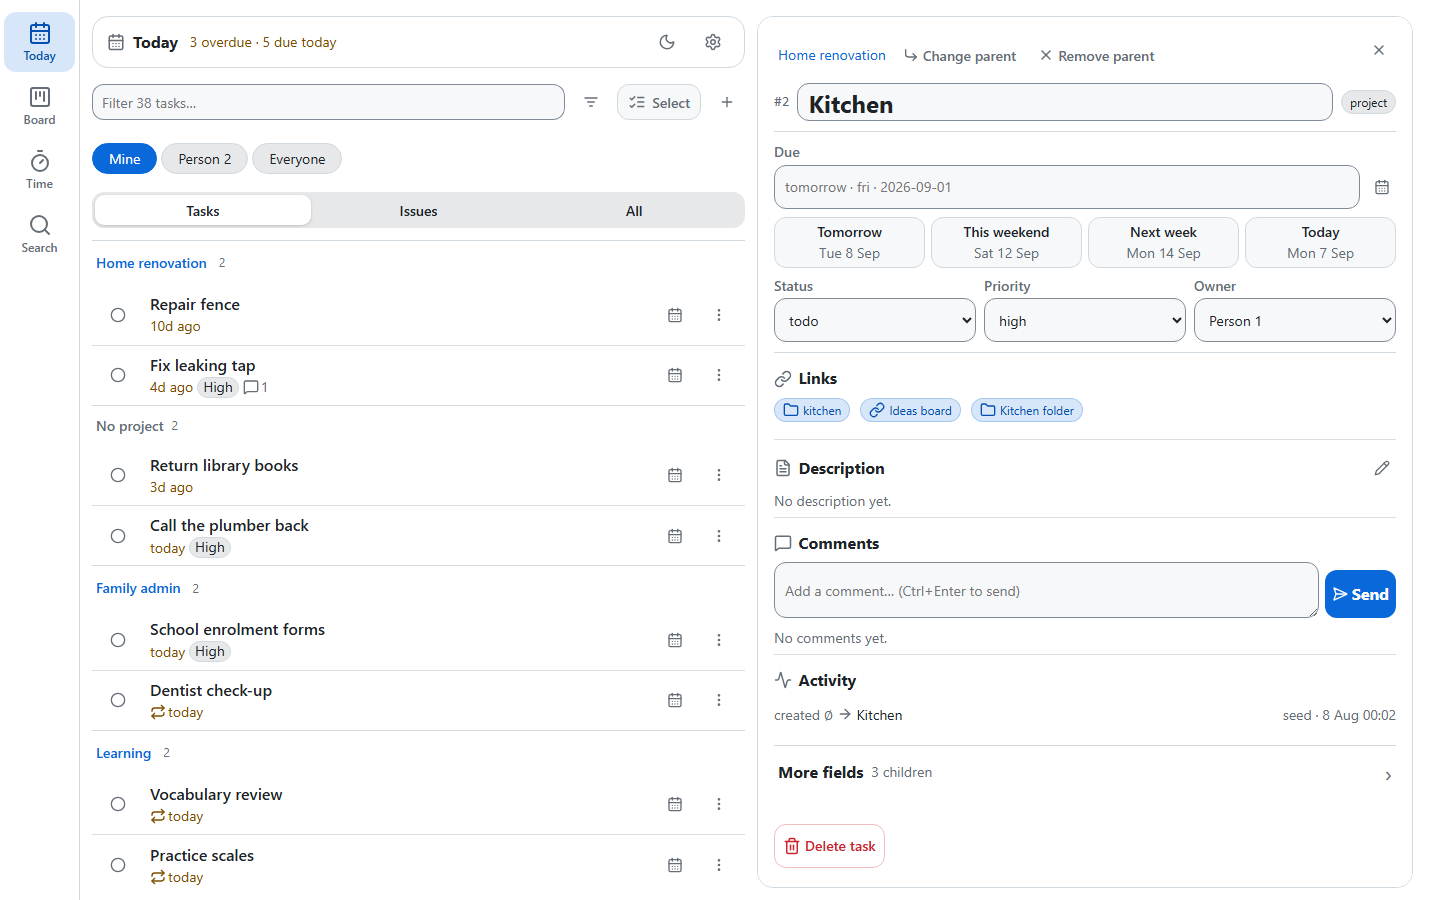 Today
Board
Time
Search
Today 3 overdue · 5 due today
Filter 38 tasks...
Select
Mine
Person 2
Everyone
Tasks
Issues
All
Home renovation 2
Repair fence
10d ago
Fix leaking tap
4d ago High 1
No project 2
Return library books
3d ago
Call the plumber back
today High
Family admin 2
School enrolment forms
today High
Dentist check-up
today
Learning 2
Vocabulary review
today
Practice scales
today
Home renovation Change parent Remove parent
#2 Kitchen project
Due
tomorrow · fri · 2026-09-01
Tomorrow
Tue 8 Sep
This weekend
Sat 12 Sep
Next week
Mon 14 Sep
Today
Mon 7 Sep
Status
todo
Priority
high
Owner
Person 1
Links
kitchen
Ideas board
Kitchen folder
Description
No description yet.
Comments
Add a comment... (Ctrl+Enter to send)
Send
No comments yet.
Activity
created ∅ → Kitchen seed · 8 Aug 00:02
More fields 3 children
Delete task